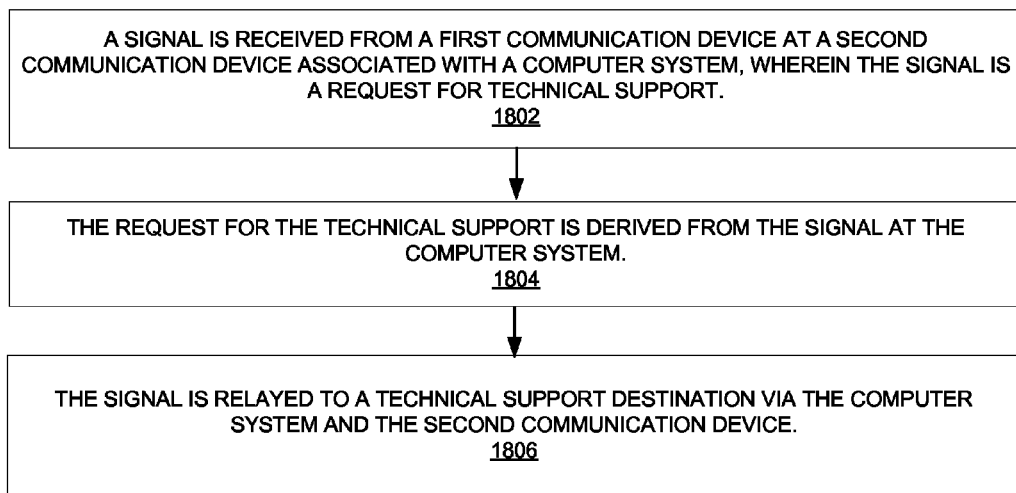 A SIGNAL IS RECEIVED FROM A FIRST COMMUNICATION DEVICE AT A SECOND
COMMUNICATION DEVICE ASSOCIATED WITH A COMPUTER SYSTEM, WHEREIN THE SIGNAL IS
A REQUEST FOR TECHNICAL SUPPORT.
1802
THE REQUEST FOR THE TECHNICAL SUPPORT IS DERIVED FROM THE SIGNAL AT THE
COMPUTER SYSTEM.
1804
THE SIGNAL IS RELAYED TO A TECHNICAL SUPPORT DESTINATION VIA THE COMPUTER
SYSTEM AND THE SECOND COMMUNICATION DEVICE.
1806